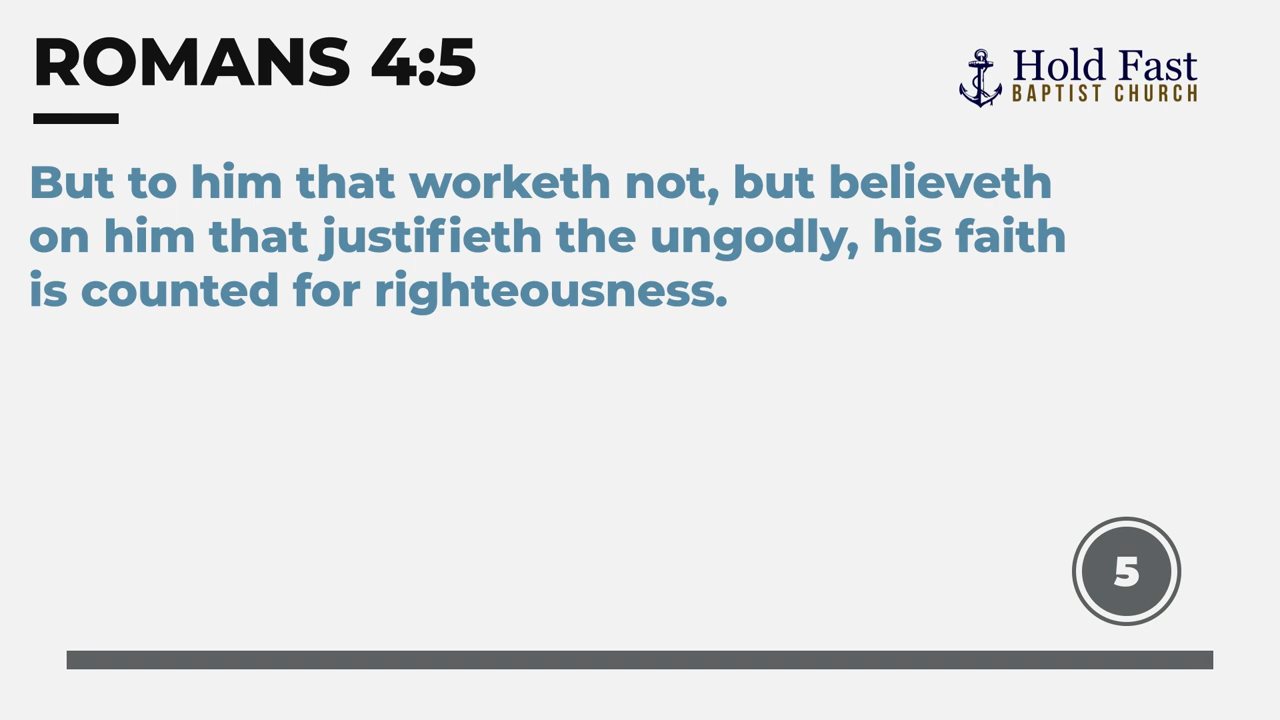 ROMANS 4:5
Hold Fast
BAPTIST CHURCH
But to him that worketh not, but believeth
on him that justifieth the ungodly, his faith
is counted for righteousness.
5